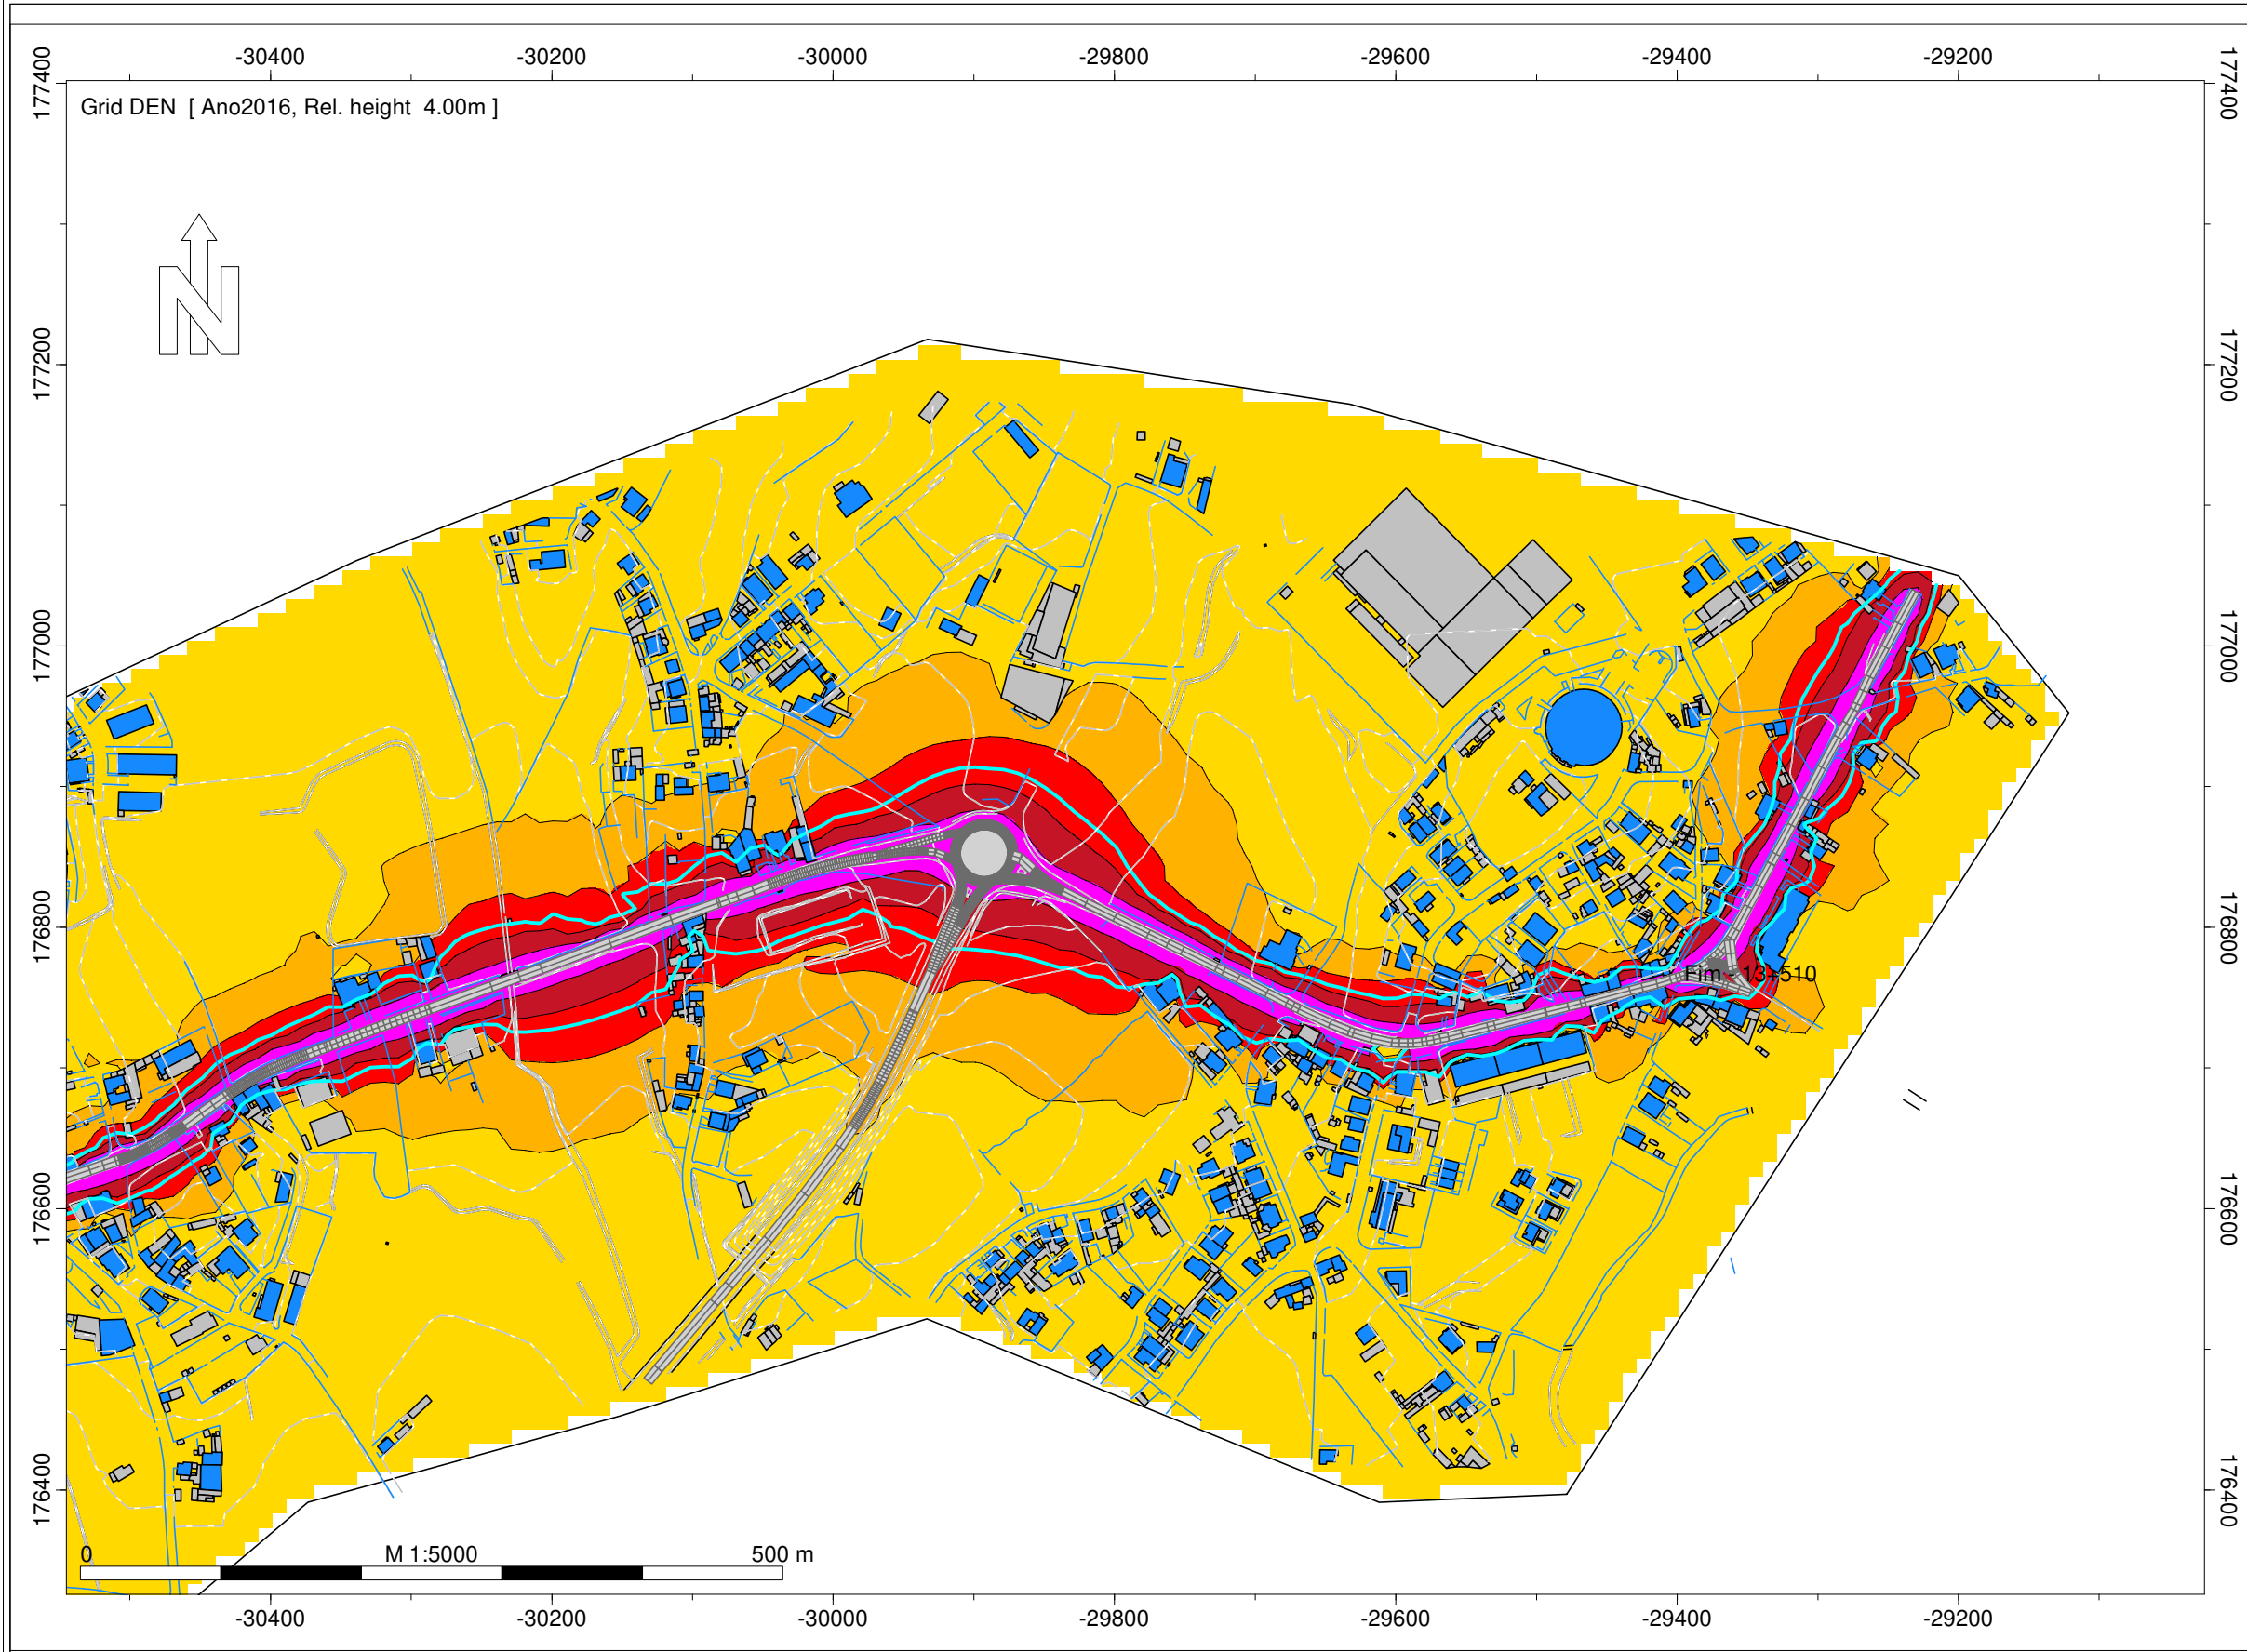 -30400 -30200 -30000 -29800 -29600 -29400 -29200
177400 177400
Grid DEN [ Ano2016, Rel. height 4.00m ]
N
177200 177200
177000 177000
176800 176800
Fim - 13+510
176600 176600
176400 176400
0 M 1:5000 500 m
-30400 -30200 -30000 -29800 -29600 -29400 -29200